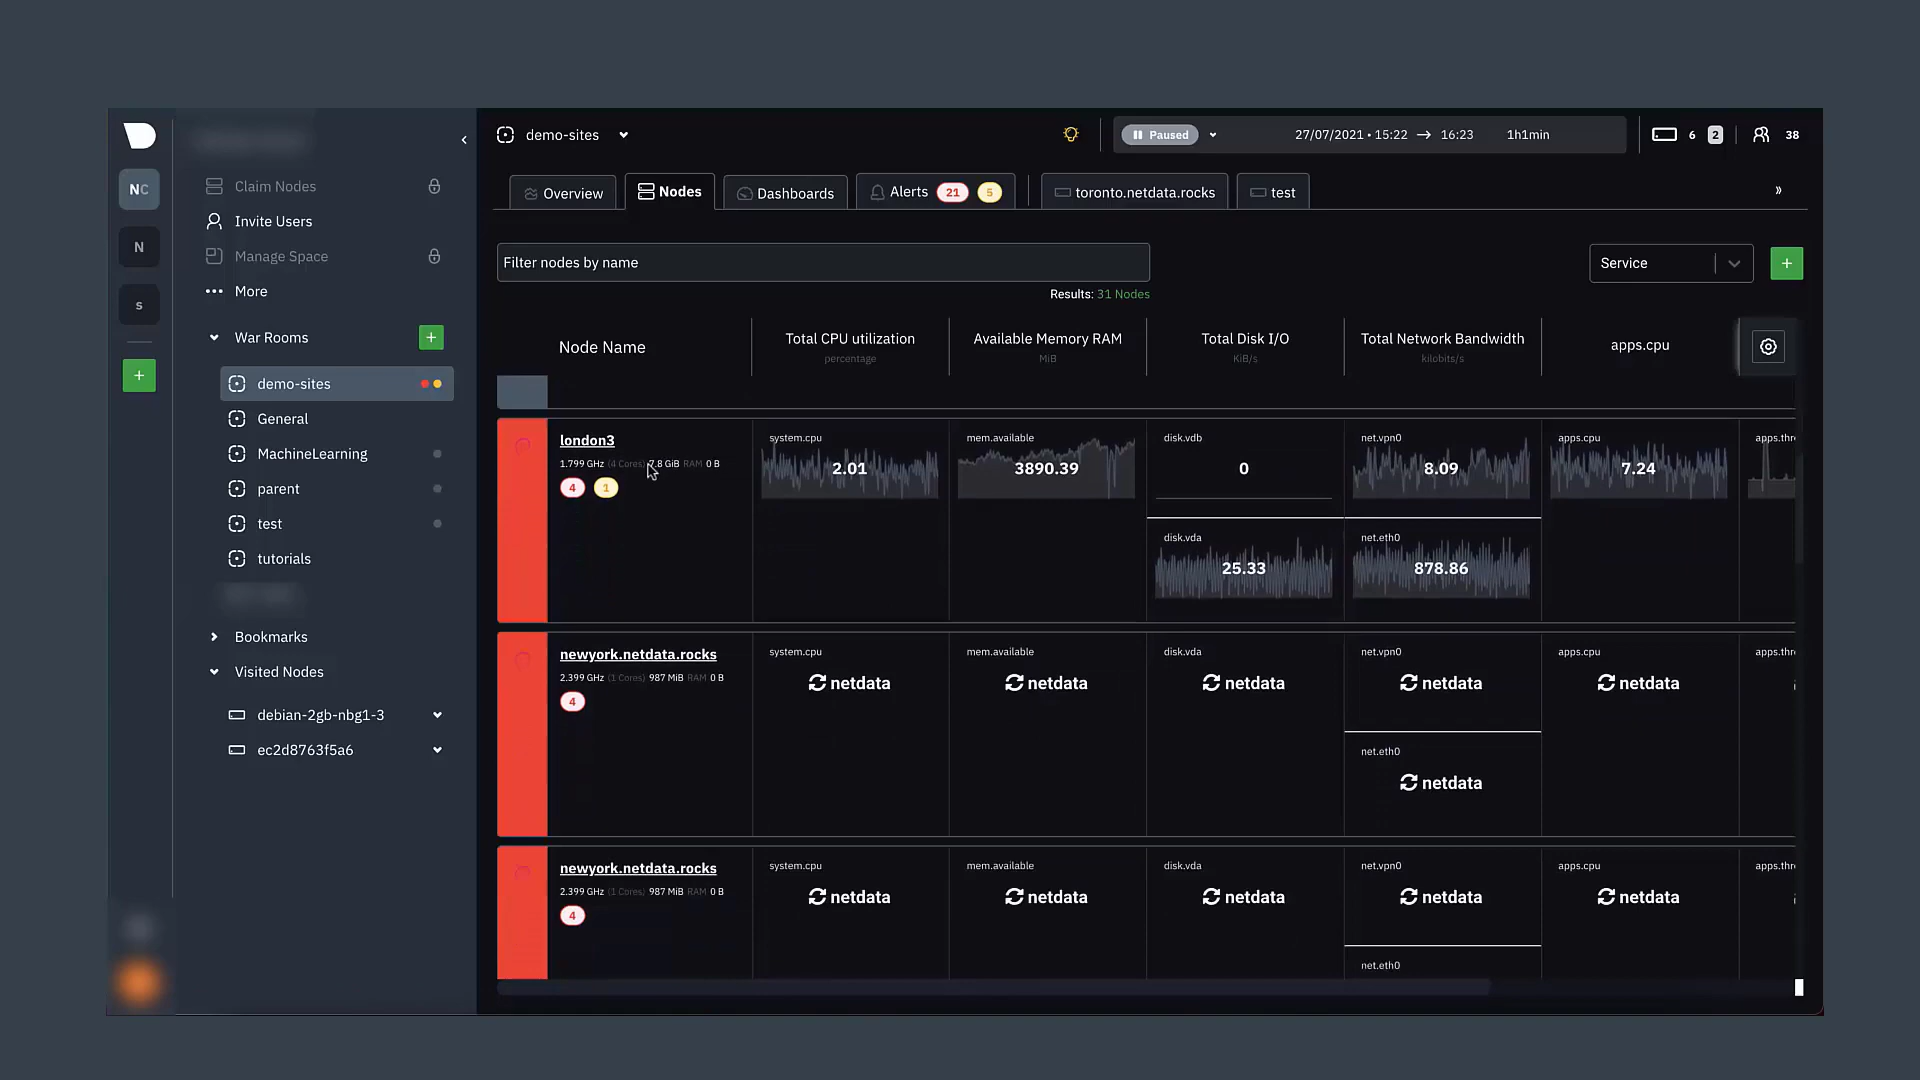 demo-sites
Paused
27/07/2021 • 15:22 → 16:23
1h1min
6
2
38
NC
N
s
+
Claim Nodes
Invite Users
Manage Space
More
War Rooms
+
demo-sites
General
MachineLearning
parent
test
tutorials
Bookmarks
Visited Nodes
debian-2gb-nbg1-3
ec2d8763f5a6
Overview
Nodes
Dashboards
Alerts 21 5
toronto.netdata.rocks
test
»
Filter nodes by name
Service
+
Results: 31 Nodes
Node Name
Total CPU utilization
percentage
Available Memory RAM
MiB
Total Disk I/O
KiB/s
Total Network Bandwidth
kilobits/s
apps.cpu
london3
1.799 GHz (4 Cores) 7.8 GiB RAM 0 B
4 1
system.cpu
2.01
mem.available
3890.39
disk.vdb
0
net.vpn0
8.09
apps.cpu
7.24
apps.thr
disk.vda
25.33
net.eth0
878.86
newyork.netdata.rocks
2.399 GHz (1 Cores) 987 MiB RAM 0 B
4
system.cpu
netdata
mem.available
netdata
disk.vda
netdata
net.vpn0
netdata
apps.cpu
netdata
apps.thr
net.eth0
netdata
newyork.netdata.rocks
2.399 GHz (1 Cores) 987 MiB RAM 0 B
4
system.cpu
netdata
mem.available
netdata
disk.vda
netdata
net.vpn0
netdata
apps.cpu
netdata
apps.thr
net.eth0